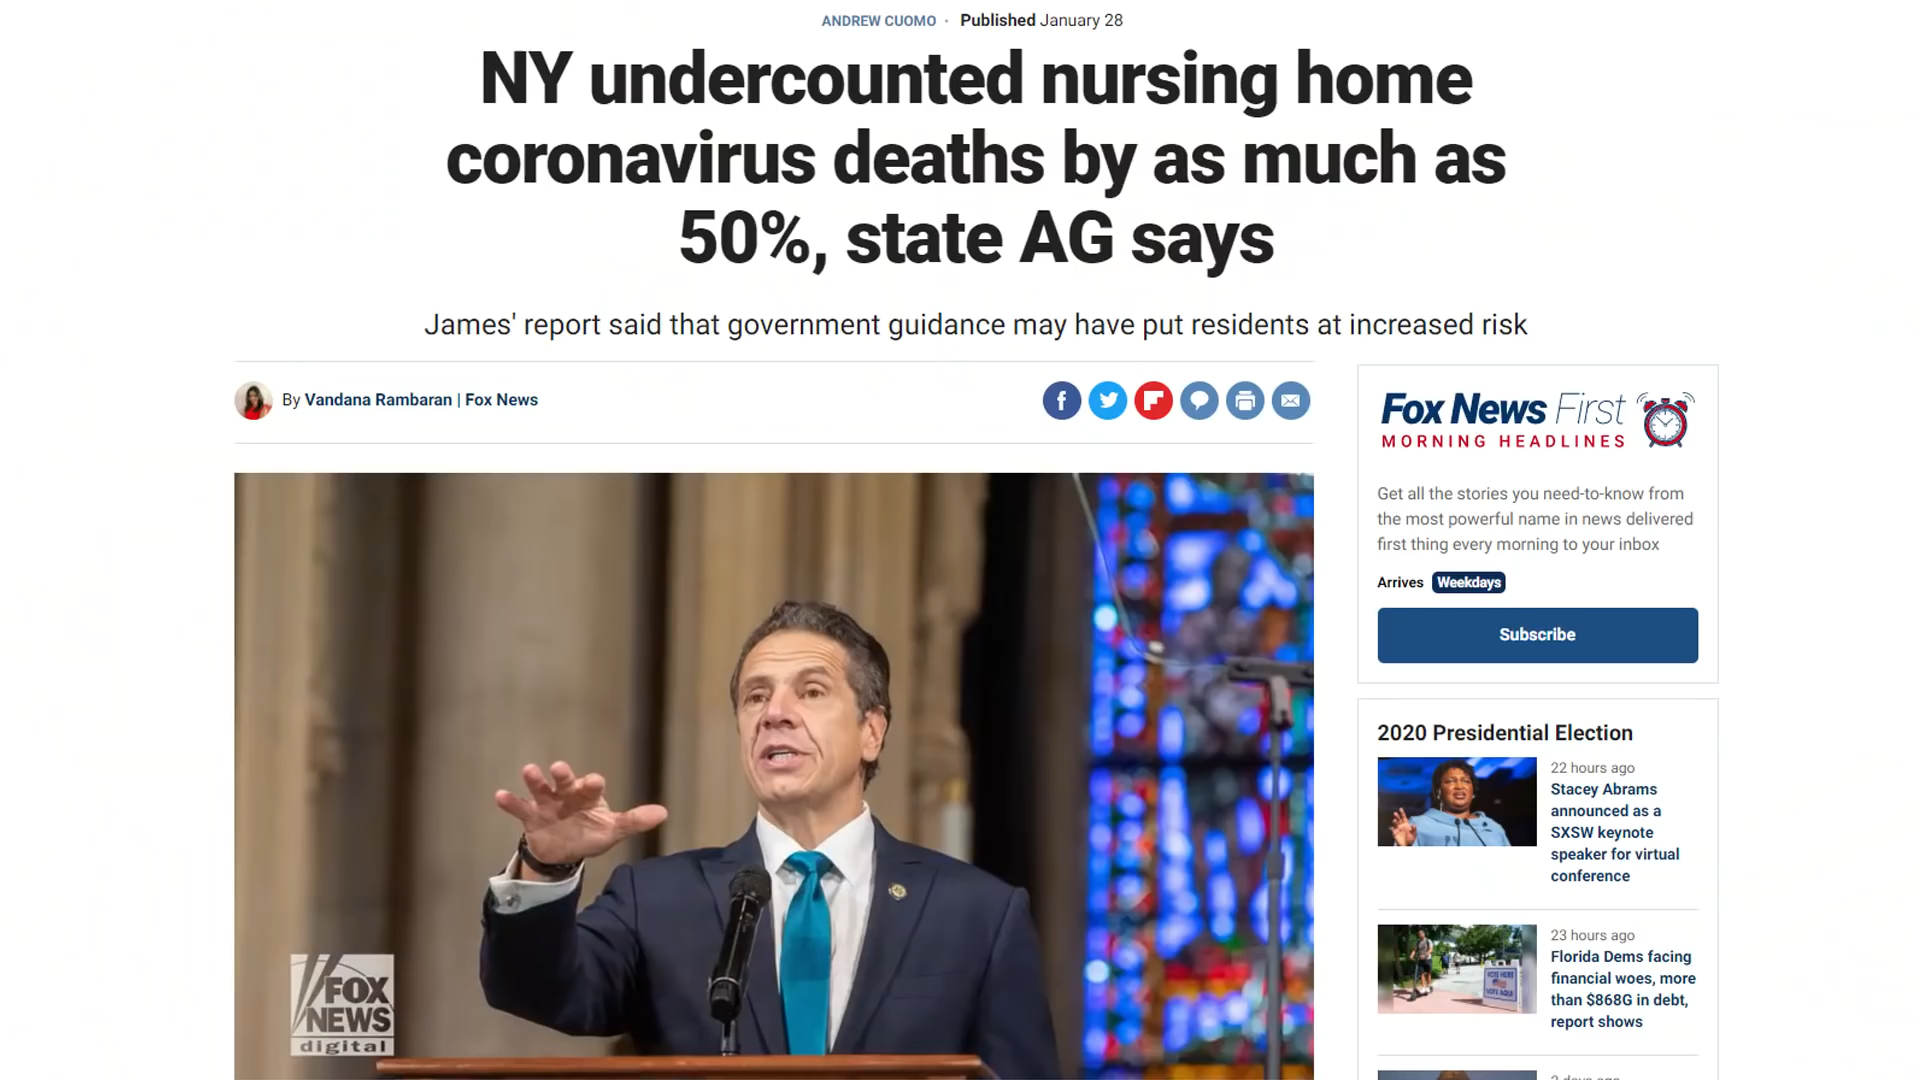 ANDREW CUOMO · Published January 28
NY undercounted nursing home
coronavirus deaths by as much as
50%, state AG says
James' report said that government guidance may have put residents at increased risk
By Vandana Rambaran | Fox News
Fox News First
MORNING HEADLINES
Get all the stories you need-to-know from
the most powerful name in news delivered
first thing every morning to your inbox
Arrives Weekdays
Subscribe
2020 Presidential Election
22 hours ago
Stacey Abrams
announced as a
SXSW keynote
speaker for virtual
conference
23 hours ago
Florida Dems facing
financial woes, more
than $868G in debt,
report shows
VOTE HERE
VOTE AQUI
FOX
NEWS
digital